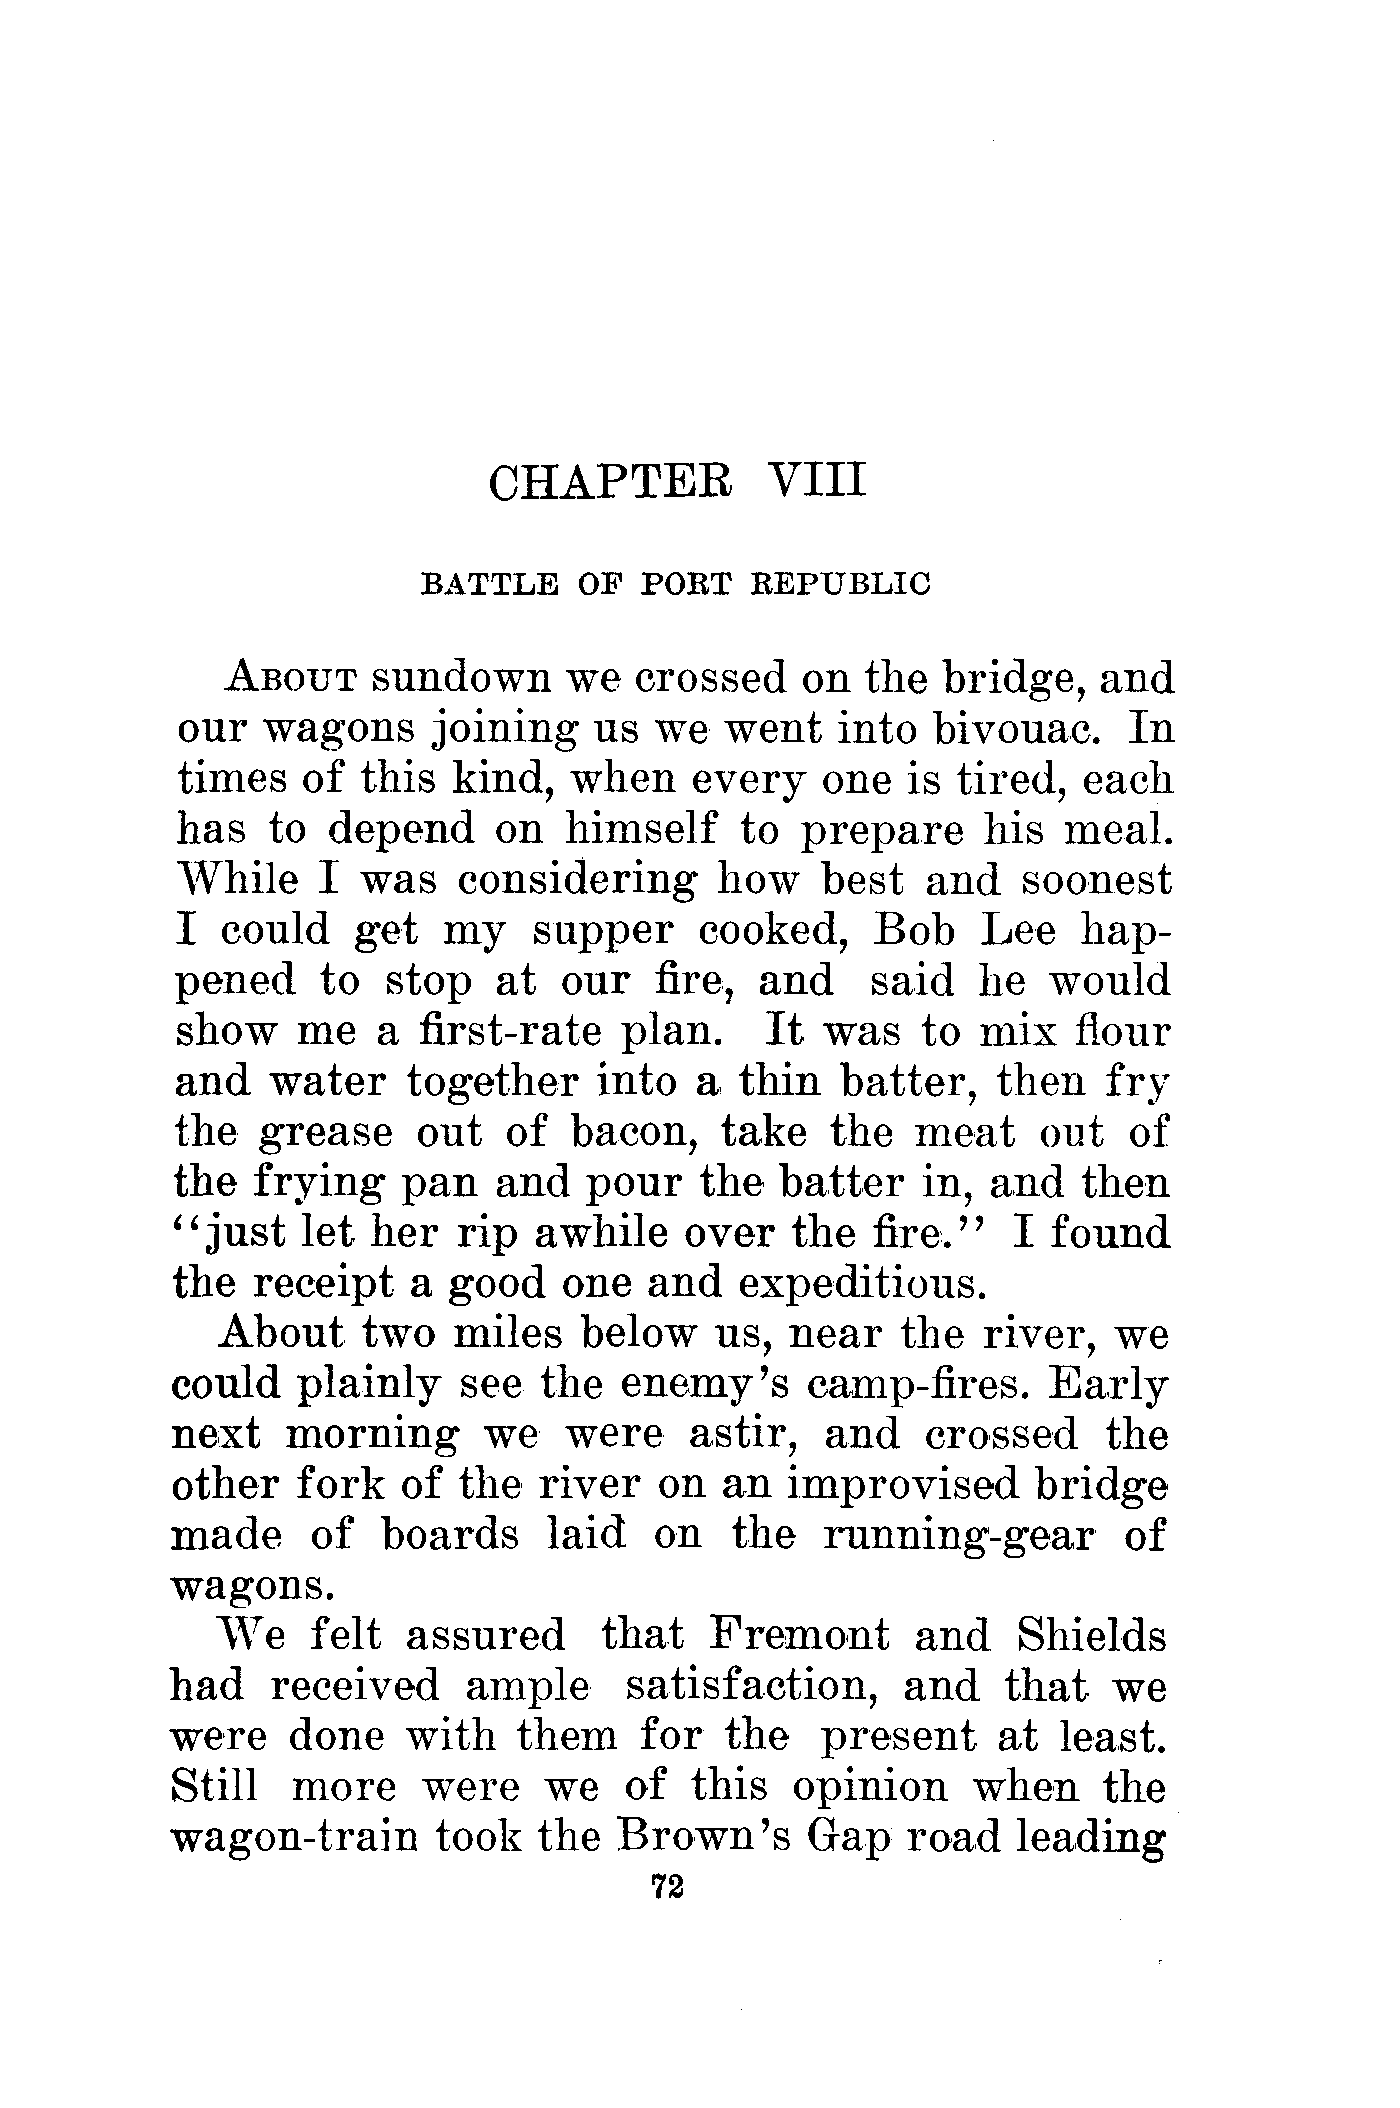 CHAPTER VIII
BATTLE OF PORT REPUBLIC
About sundown we crossed on the bridge, and
our wagons joining us we went into bivouac. In
times of this kind, when every one is tired, each
has to depend on himself to prepare his meal.
While I was considering how best and soonest
I could get my supper cooked, Bob Lee hap-
pened to stop at our fire, and said he would
show me a first-rate plan. It was to mix flour
and water together into a thin batter, then fry
the grease out of bacon, take the meat out of
the frying pan and pour the batter in, and then
“just let her rip awhile over the fire.” I found
the receipt a good one and expeditious.
About two miles below us, near the river, we
could plainly see the enemy’s camp-fires. Early
next morning we were astir, and crossed the
other fork of the river on an improvised bridge
made of boards laid on the running-gear of
wagons.
We felt assured that Fremont and Shields
had received ample satisfaction, and that we
were done with them for the present at least.
Still more were we of this opinion when the
wagon-train took the Brown’s Gap road leading
72